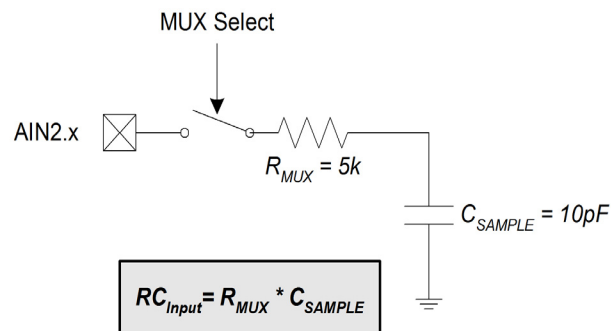 MUX Select
AIN2.x
R_MUX = 5k
C_SAMPLE = 10pF
RC_Input = R_MUX * C_SAMPLE